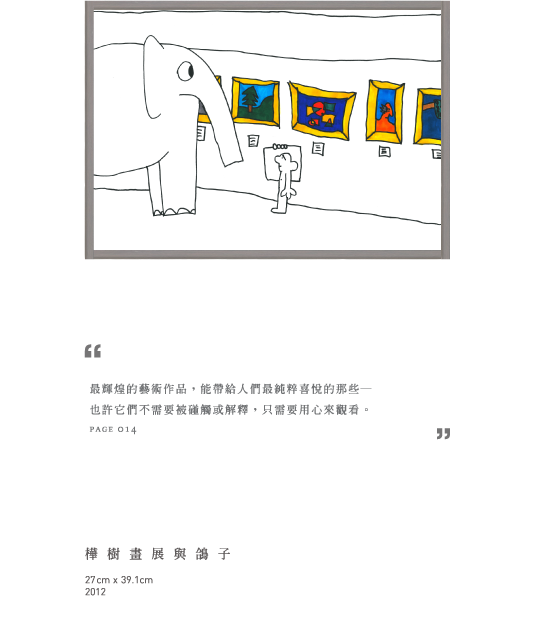 “
最輝煌的藝術作品，能帶給人們最純粹喜悅的那些—
也許它們不需要被碰觸或解釋，只需要用心來觀看。
PAGE 014
”
樺樹畫展與鴿子
27cm x 39.1cm
2012